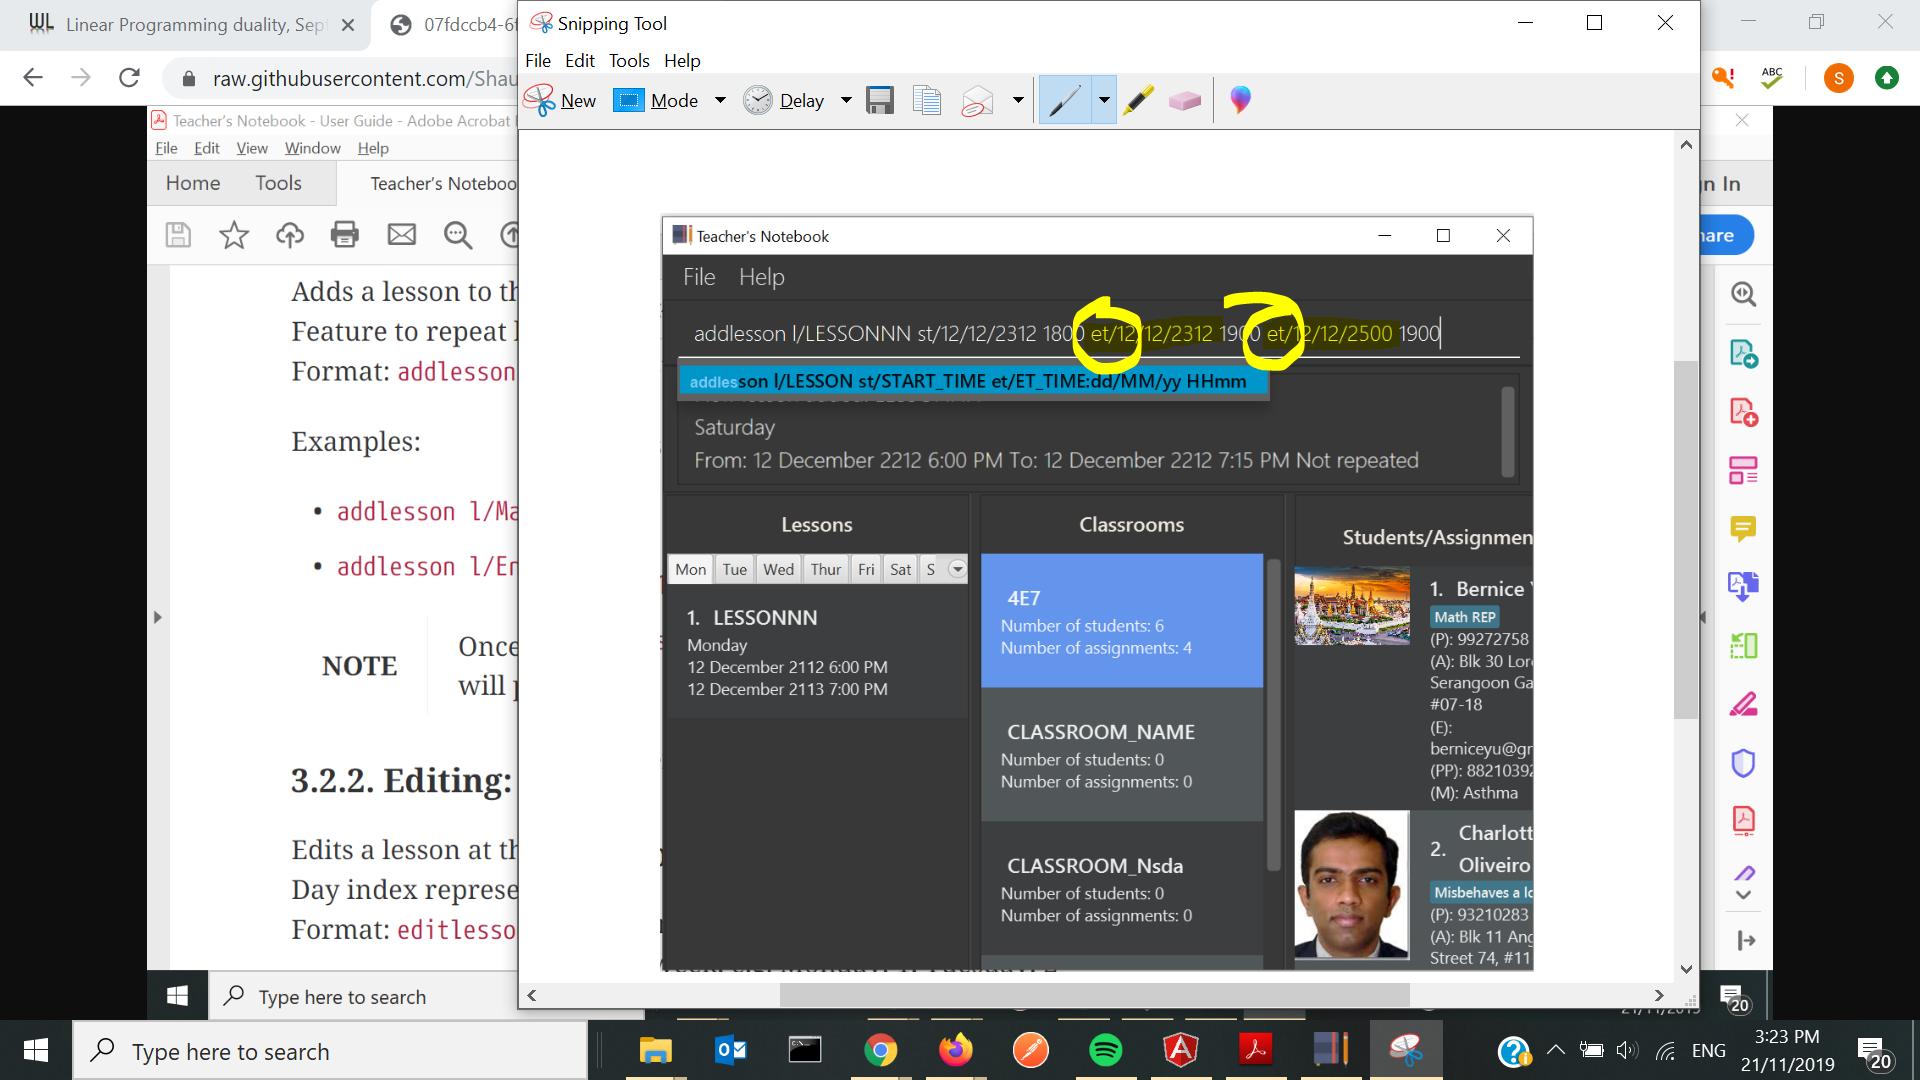 Linear Programming duality, Sep
07fdccb4-6f
raw.githubusercontent.com/Shau
ABC
S
Teacher's Notebook - User Guide - Adobe Acrobat
File Edit View Window Help
Home Tools Teacher's Noteboo
In
hare
Adds a lesson to th
Feature to repeat
Format: addlesson
Examples:
• addlesson l/Ma
• addlesson l/En
NOTE
Once
will
3.2.2. Editing:
Edits a lesson at th
Day index represe
Format: editlesso
Type here to search
20
Snipping Tool
File Edit Tools Help
New Mode Delay
Teacher's Notebook
File Help
addlesson l/LESSONNN st/12/12/2312 1800 et/12/12/2312 1900 et/12/12/2500 1900
addlesson l/LESSON st/START_TIME et/ET_TIME:dd/MM/yy HHmm
Saturday
From: 12 December 2212 6:00 PM To: 12 December 2212 7:15 PM Not repeated
Lessons
Mon Tue Wed Thur Fri Sat S
1. LESSONNN
Monday
12 December 2112 6:00 PM
12 December 2113 7:00 PM
Classrooms
4E7
Number of students: 6
Number of assignments: 4
CLASSROOM_NAME
Number of students: 0
Number of assignments: 0
CLASSROOM_Nsda
Number of students: 0
Number of assignments: 0
Students/Assignmen
1. Bernice
Math REP
(P): 99272758
(A): Blk 30 Lor
Serangoon Ga
#07-18
(E):
berniceyu@gr
(PP): 88210392
(M): Asthma
2. Charlott
Oliveiro
Misbehaves a lo
(P): 93210283
(A): Blk 11 Ang
Street 74, #11
Type here to search
ENG
3:23 PM
21/11/2019
20